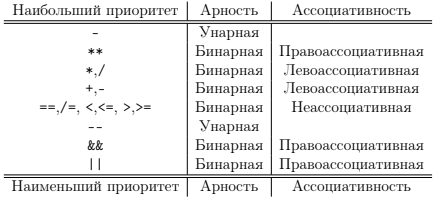 Наибольший приоритет Арность Ассоциативность
- Унарная
** Бинарная Правоассоциативная
*,/ Бинарная Левоассоциативная
+,- Бинарная Левоассоциативная
==,/=, <,<=, >,>= Бинарная Неассоциативная
-- Унарная
&& Бинарная Правоассоциативная
|| Бинарная Правоассоциативная
Наименьший приоритет Арность Ассоциативность